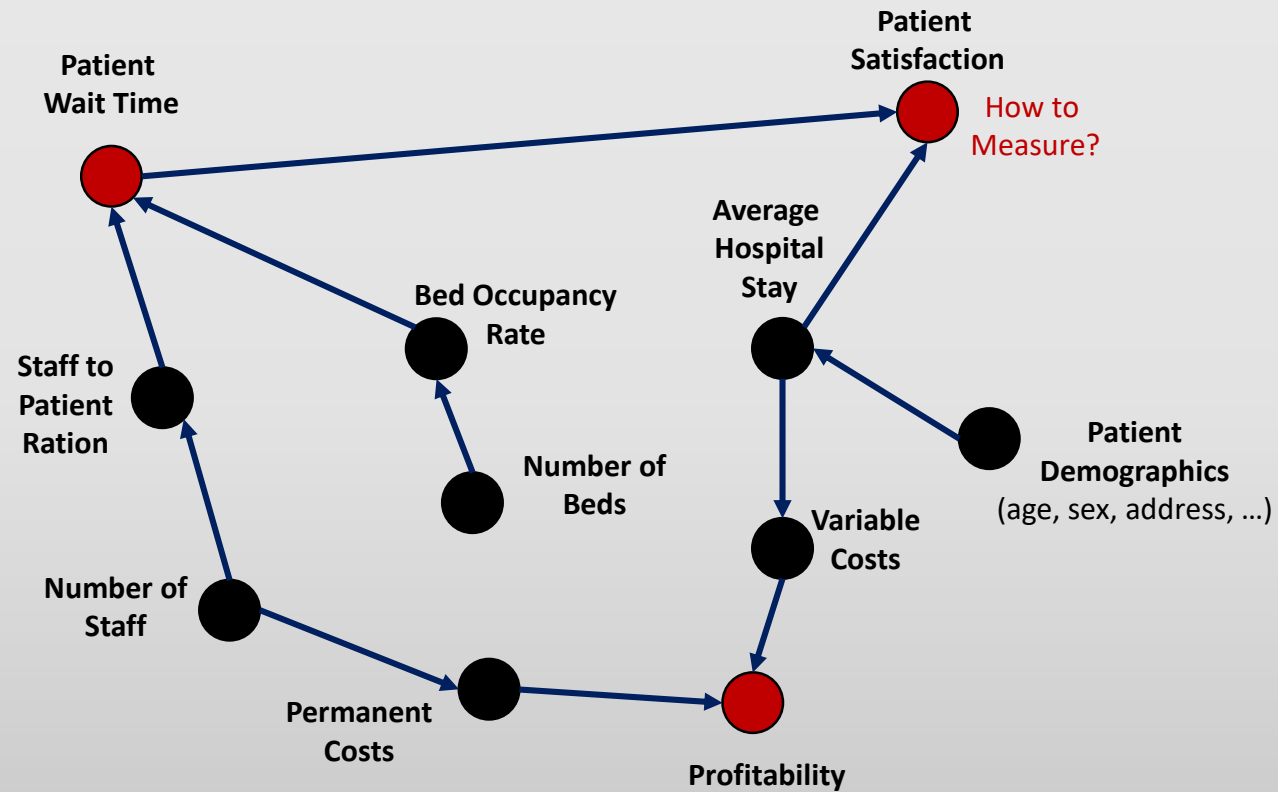 Patient
Wait Time
Patient
Satisfaction
How to
Measure?
Average
Hospital
Stay
Bed Occupancy
Rate
Staff to
Patient
Ration
Patient
Demographics
(age, sex, address, ...)
Number of
Beds
Variable
Costs
Number of
Staff
Permanent
Costs
Profitability